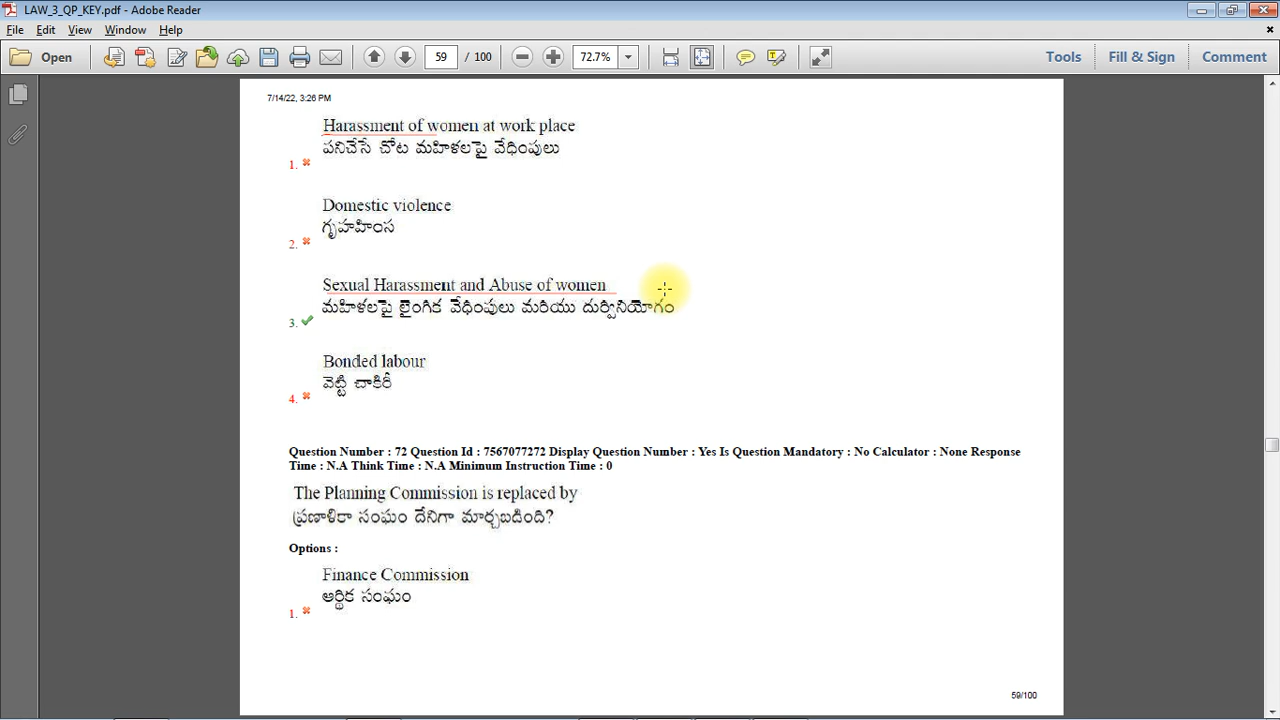 LAW_3_QP_KEY.pdf - Adobe Reader
File Edit View Window Help
Open 59 / 100 72.7% Tools Fill & Sign Comment
7/14/22, 3:26 PM
Harassment of women at work place
పనిచేసే చోట మహిళలపై వేధింపులు
1.
Domestic violence
గృహహింస
2.
Sexual Harassment and Abuse of women
మహిళలపై లైంగిక వేధింపులు మరియు దుర్వినియోగం
3.
Bonded labour
వెట్టి చాకిరీ
4.
Question Number : 72 Question Id : 7567077272 Display Question Number : Yes Is Question Mandatory : No Calculator : None Response
Time : N.A Think Time : N.A Minimum Instruction Time : 0
The Planning Commission is replaced by
ప్రణాళికా సంఘం దేనిగా మార్చబడింది?
Options :
Finance Commission
ఆర్థిక సంఘం
1.
59/100